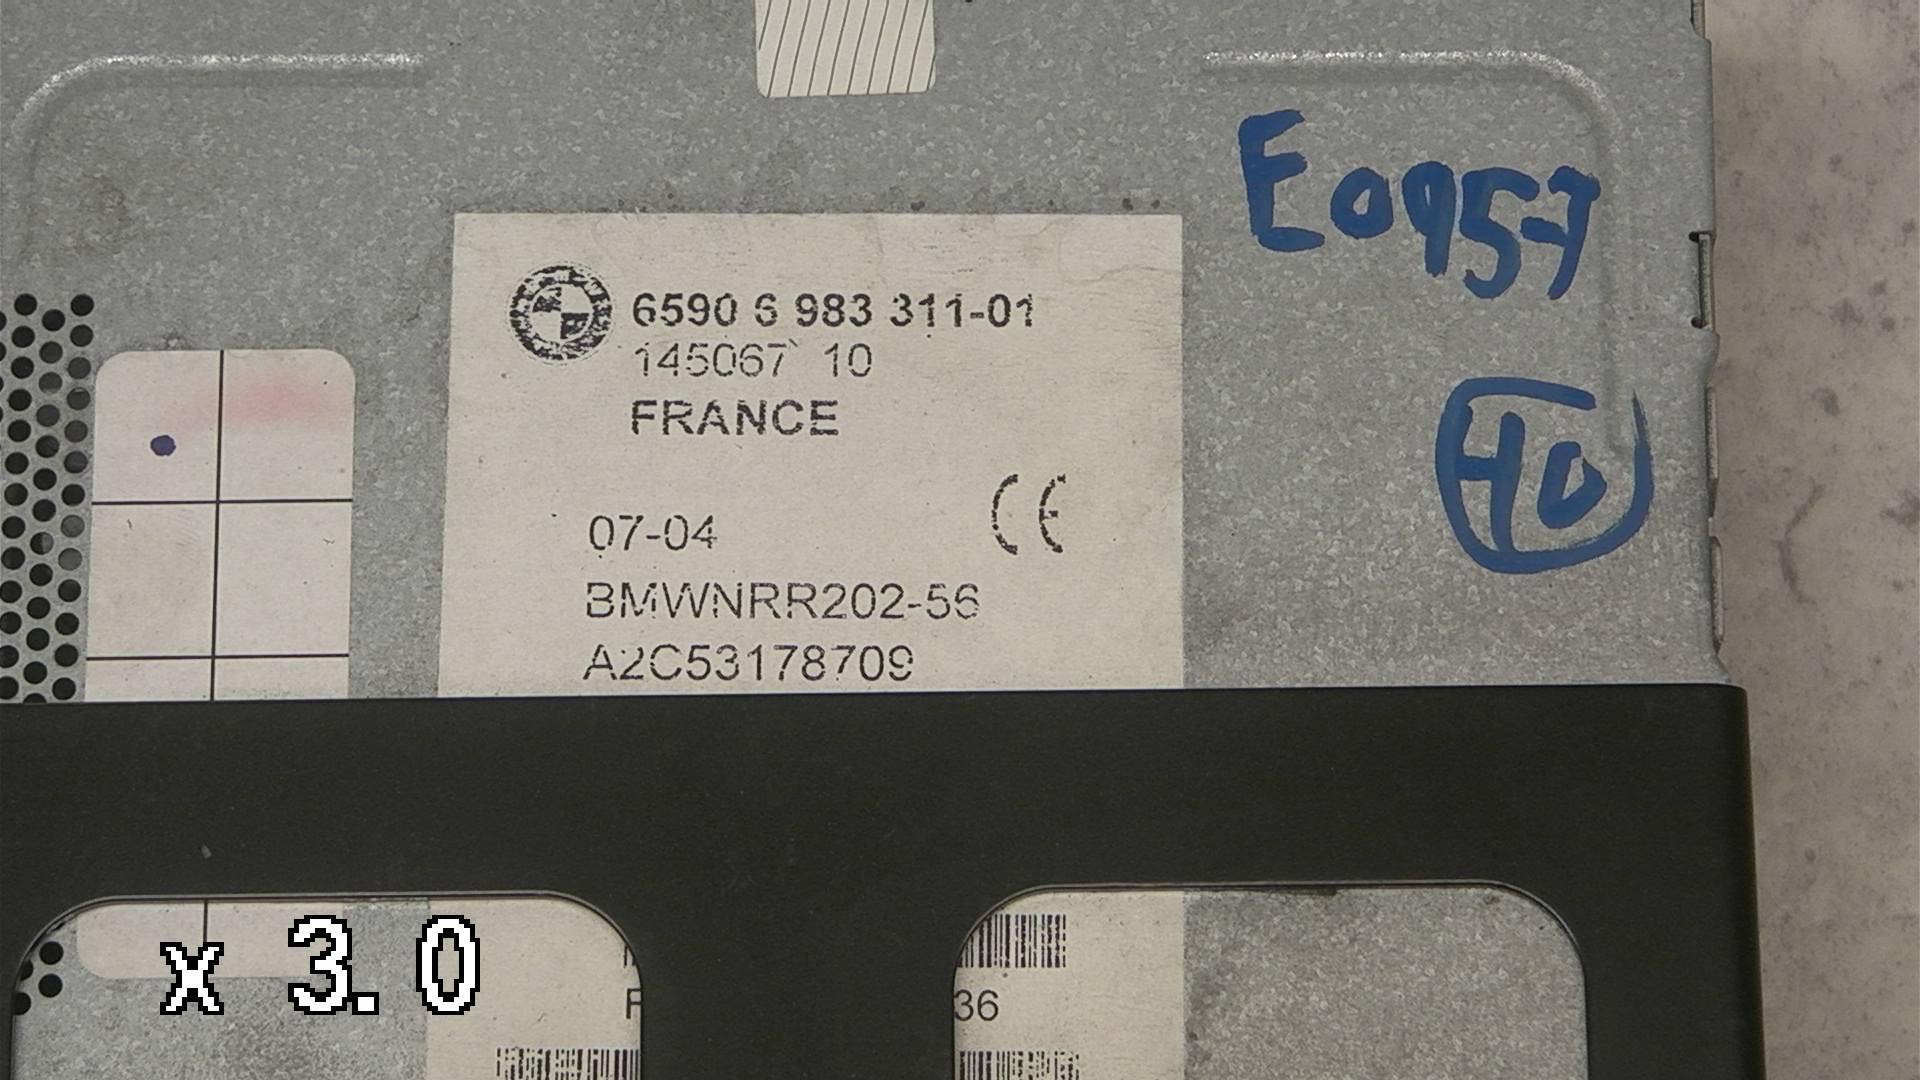 E0957
6590 6 983 311-01
145067 10
FRANCE
40
07-04
CE
BMWNRR202-56
A2C53178709
x 3.0
36